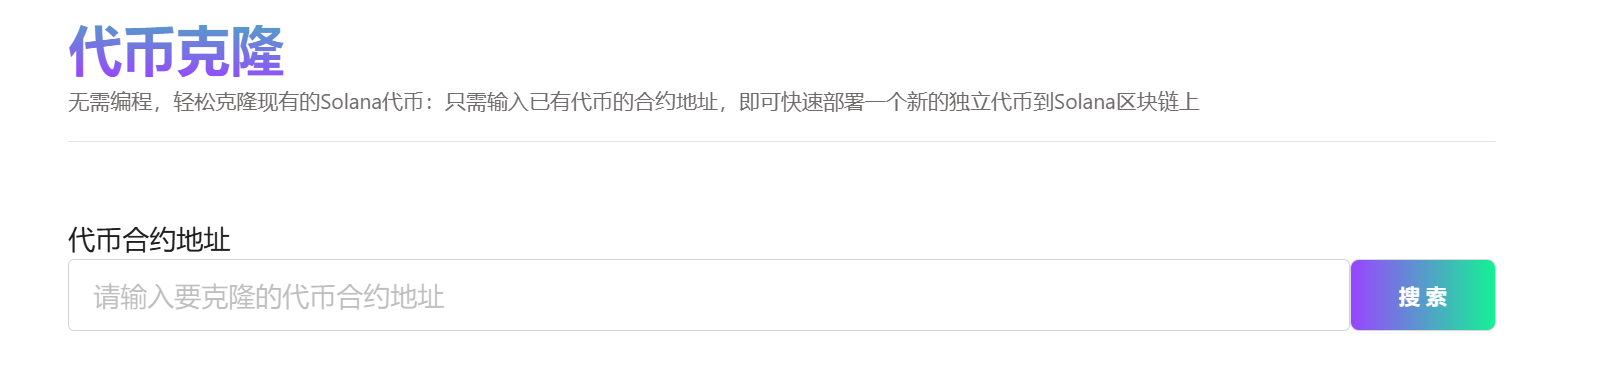 代币克隆
无需编程，轻松克隆现有的Solana代币：只需输入已有代币的合约地址，即可快速部署一个新的独立代币到Solana区块链上
代币合约地址
请输入要克隆的代币合约地址
搜 索